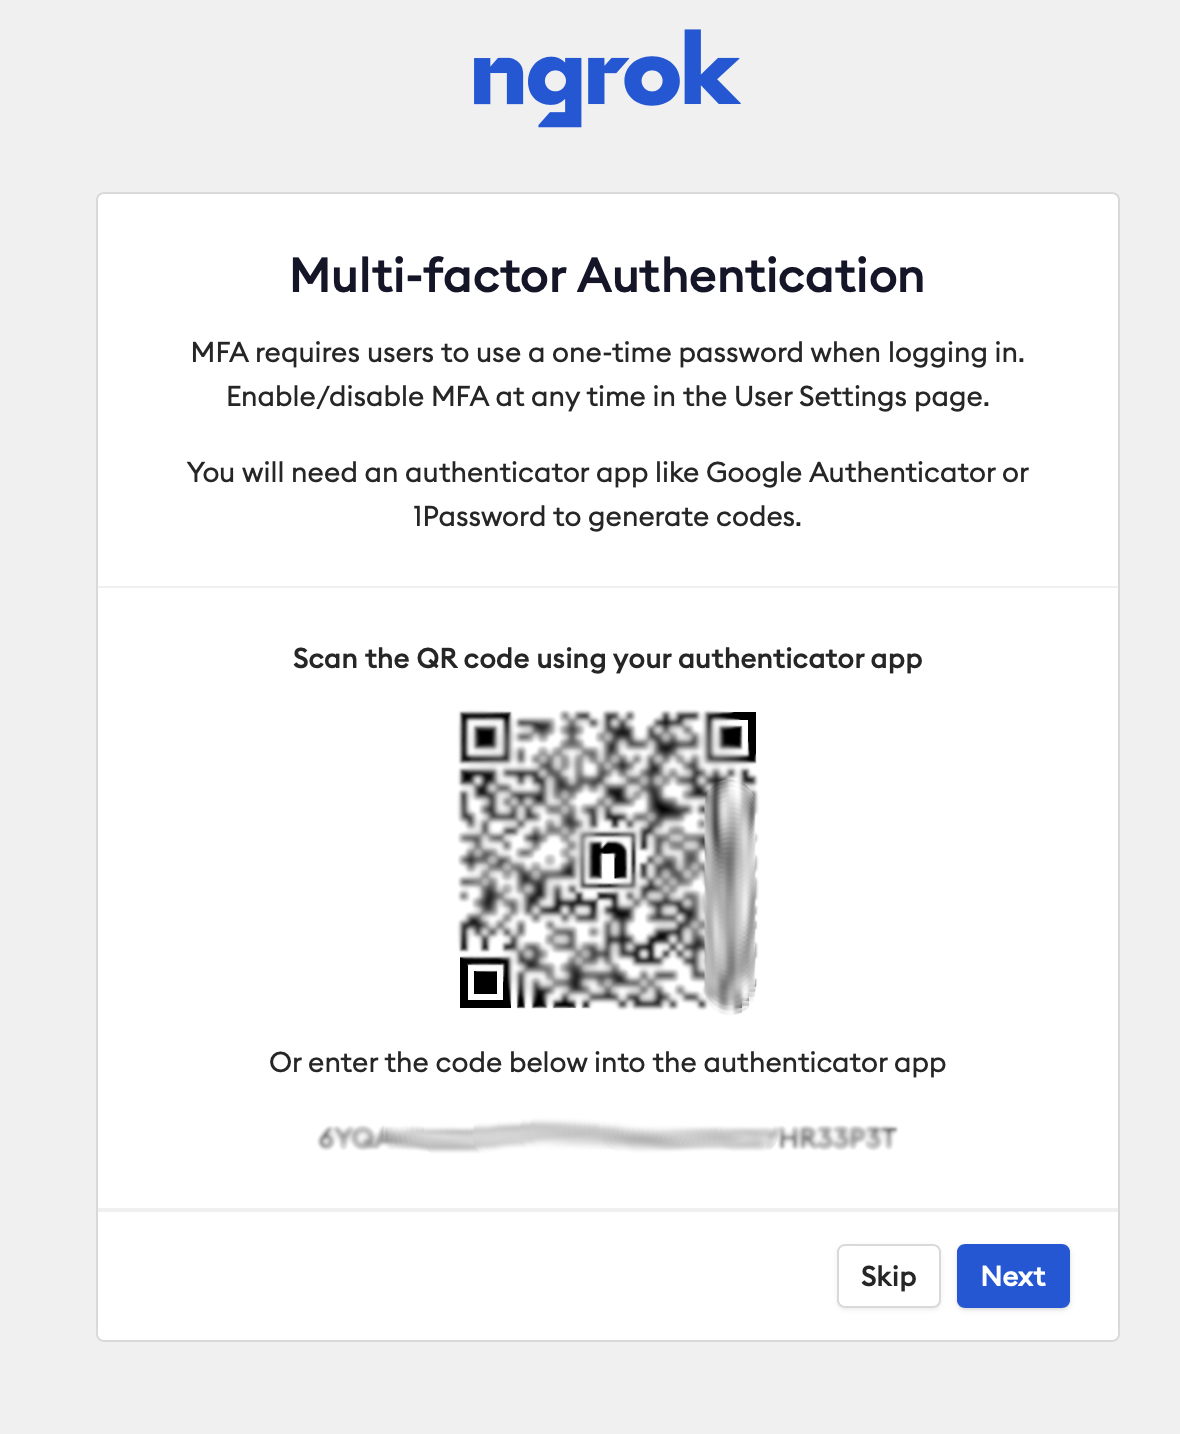 ngrok
Multi-factor Authentication
MFA requires users to use a one-time password when logging in.
Enable/disable MFA at any time in the User Settings page.
You will need an authenticator app like Google Authenticator or
1Password to generate codes.
Scan the QR code using your authenticator app
n
Or enter the code below into the authenticator app
Skip
Next